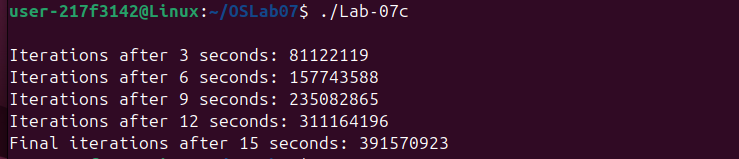 user-217f3142@Linux:~/OSLab07$ ./Lab-07c
Iterations after 3 seconds: 81122119
Iterations after 6 seconds: 157743588
Iterations after 9 seconds: 235082865
Iterations after 12 seconds: 311164196
Final iterations after 15 seconds: 391570923